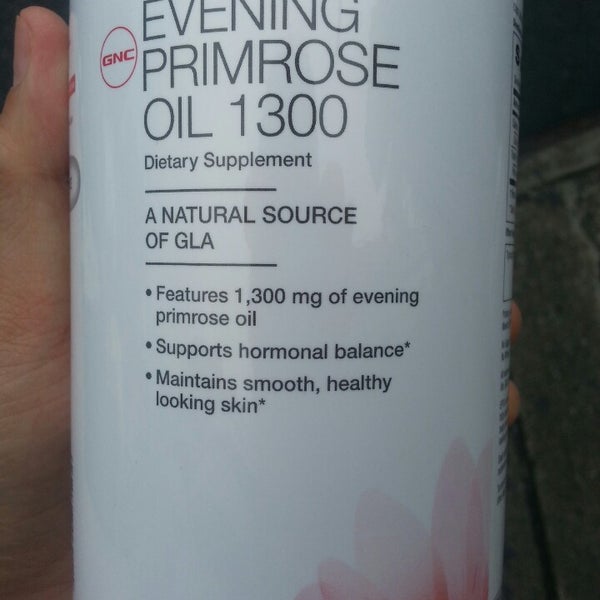 EVENING
GNC
PRIMROSE
OIL 1300
Dietary Supplement
A NATURAL SOURCE
OF GLA
• Features 1,300 mg of evening
primrose oil
• Supports hormonal balance*
• Maintains smooth, healthy
looking skin*